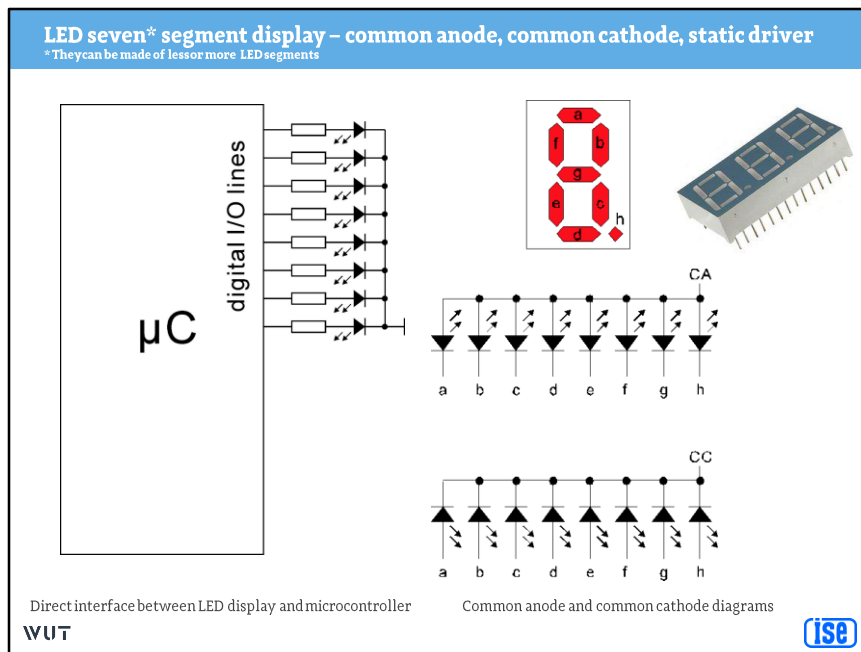 LED seven* segment display – common anode, common cathode, static driver
* Theycan be made of lessor more LED segments
digital I/O lines
µC
a
f
b
g
e
c
h
d
CA
a b c d e f g h
CC
a b c d e f g h
Direct interface between LED display and microcontroller
Common anode and common cathode diagrams
WUT
ise